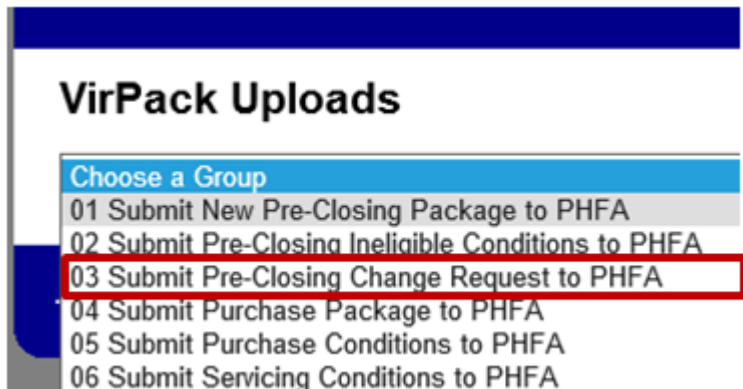 VirPack Uploads
Choose a Group
01 Submit New Pre-Closing Package to PHFA
02 Submit Pre-Closing Ineligible Conditions to PHFA
03 Submit Pre-Closing Change Request to PHFA
04 Submit Purchase Package to PHFA
05 Submit Purchase Conditions to PHFA
06 Submit Servicing Conditions to PHFA